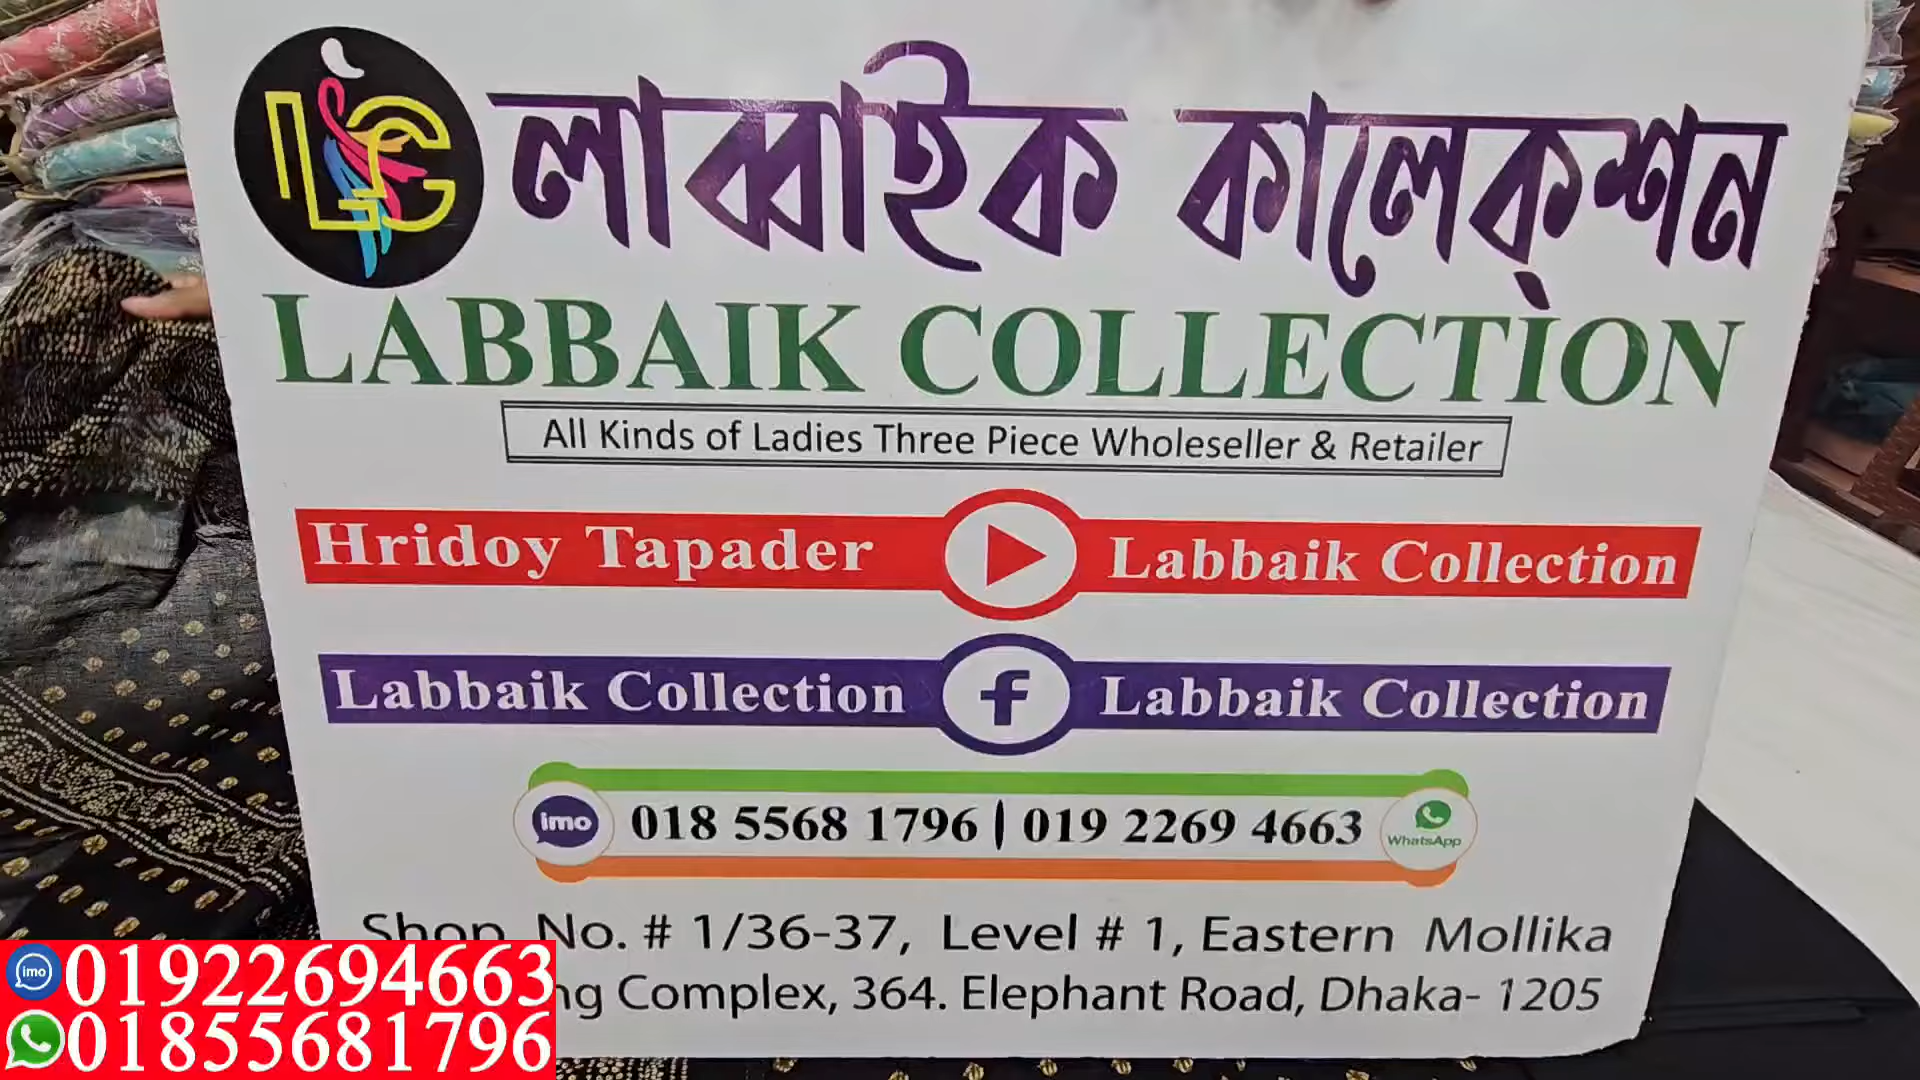 LC
লাব্বাইক কালেক্শন
LABBAIK COLLECTION
All Kinds of Ladies Three Piece Wholeseller & Retailer
Hridoy Tapader Labbaik Collection
Labbaik Collection f Labbaik Collection
imo 018 5568 1796 | 019 2269 4663 WhatsApp
Shop No. # 1/36-37, Level # 1, Eastern Mollika
ng Complex, 364. Elephant Road, Dhaka- 1205
imo 01922694663
01855681796